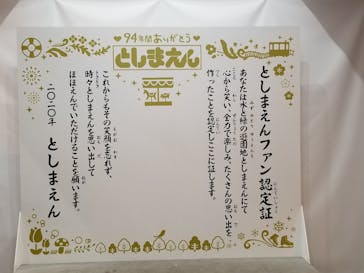 94年間ありがとう
としまえん
としまえんファン認定証
あなたは水と緑の遊園地としまえんにて
心から笑い、全力で楽しみ、たくさんの思い出を
作ったことを認定しここに証します。
これからもその笑顔を忘れず、
時々としまえんを思い出して
ほほえんでいただけることを願います。
二〇二〇年 としまえん